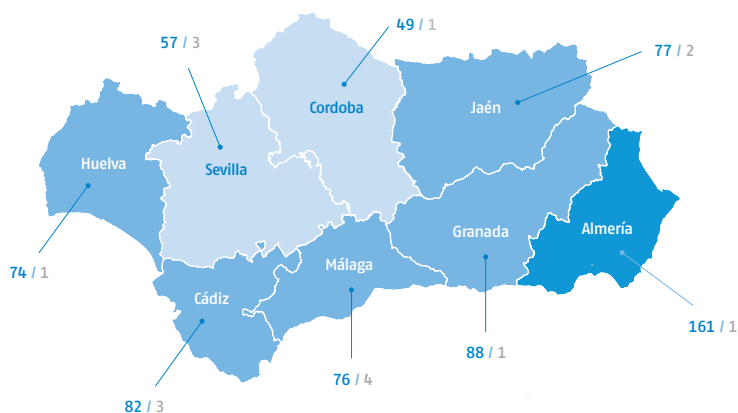 49 / 1
57 / 3
77 / 2
Cordoba
Jaén
Huelva
Sevilla
Granada
Almería
Málaga
74 / 1
Cádiz
161 / 1
88 / 1
76 / 4
82 / 3